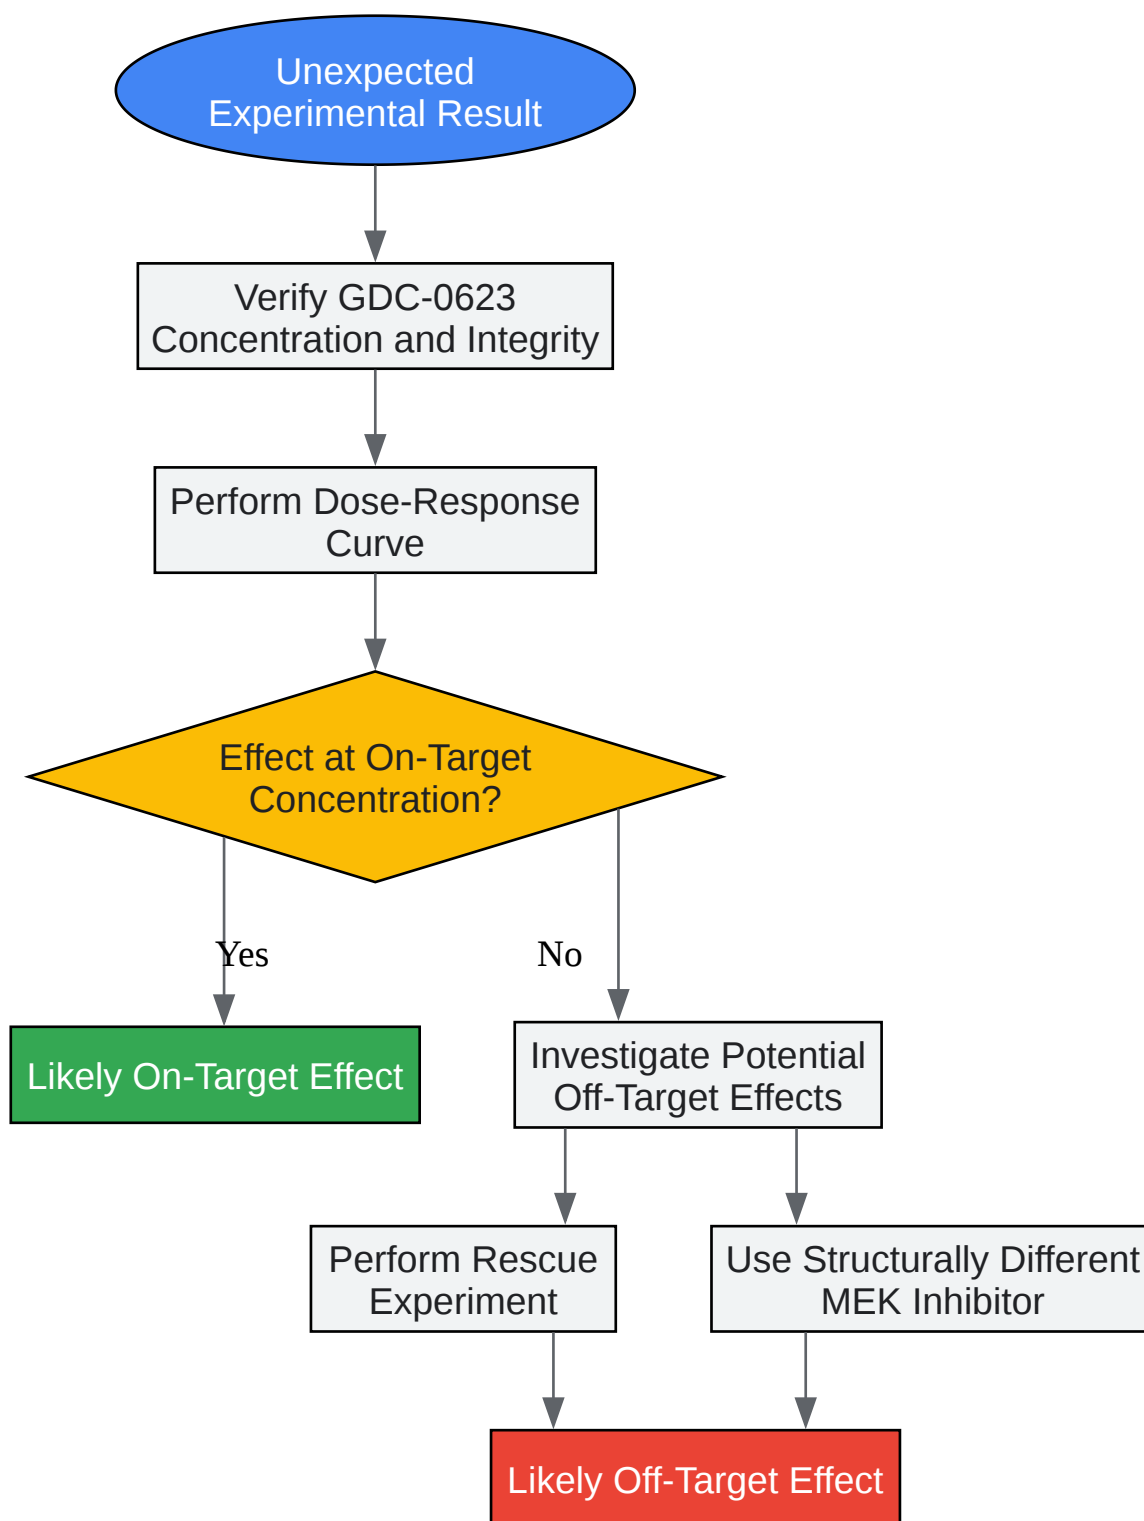 Unexpected
Experimental Result
Verify GDC-0623
Concentration and Integrity
Perform Dose-Response
Curve
Effect at On-Target
Concentration?
Yes
No
Likely On-Target Effect
Investigate Potential
Off-Target Effects
Perform Rescue
Experiment
Use Structurally Different
MEK Inhibitor
Likely Off-Target Effect